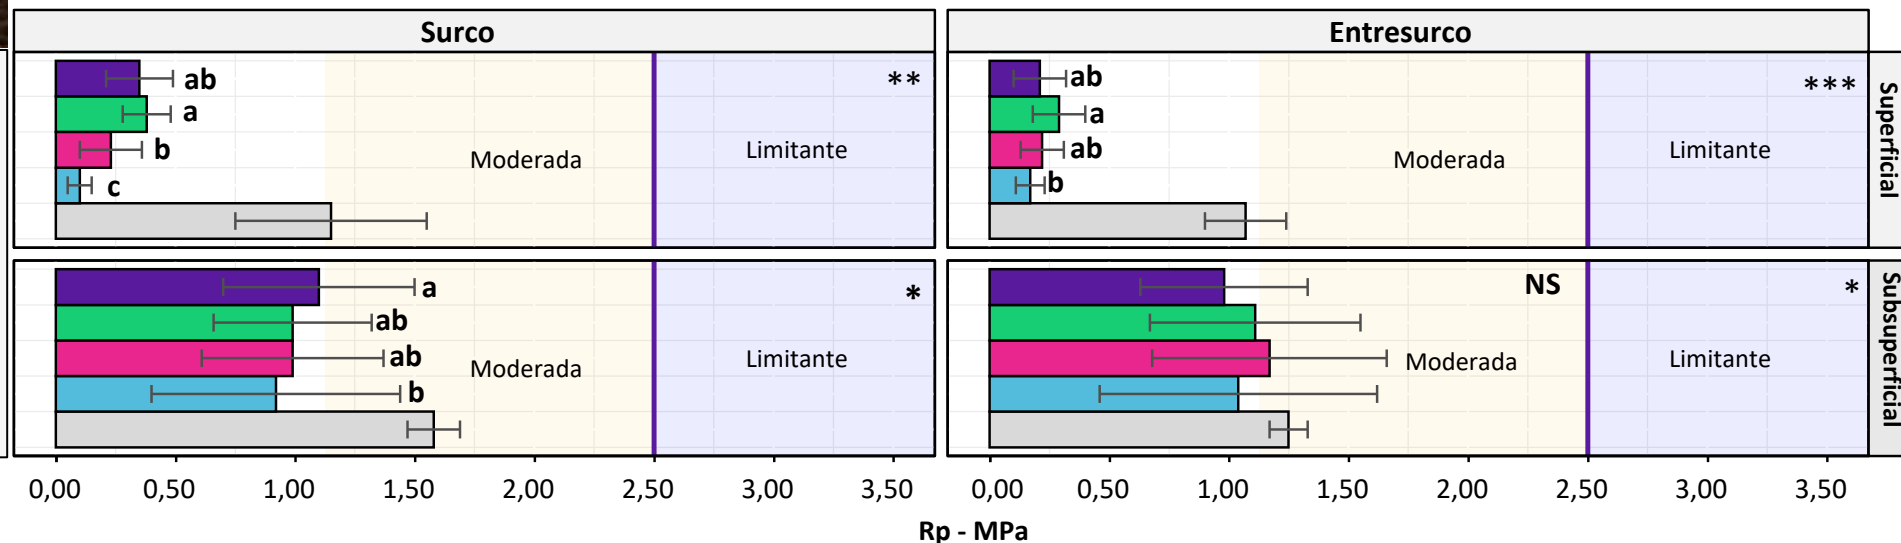 Surco
Entresurco
ab
a
b
c
Moderada
Limitante
**
ab
a
ab
b
Moderada
Limitante
***
Superficial
a
ab
ab
b
Moderada
Limitante
*
NS
Moderada
Limitante
*
Subsuperficial
0,00 0,50 1,00 1,50 2,00 2,50 3,00 3,50
0,00 0,50 1,00 1,50 2,00 2,50 3,00 3,50
Rp - MPa